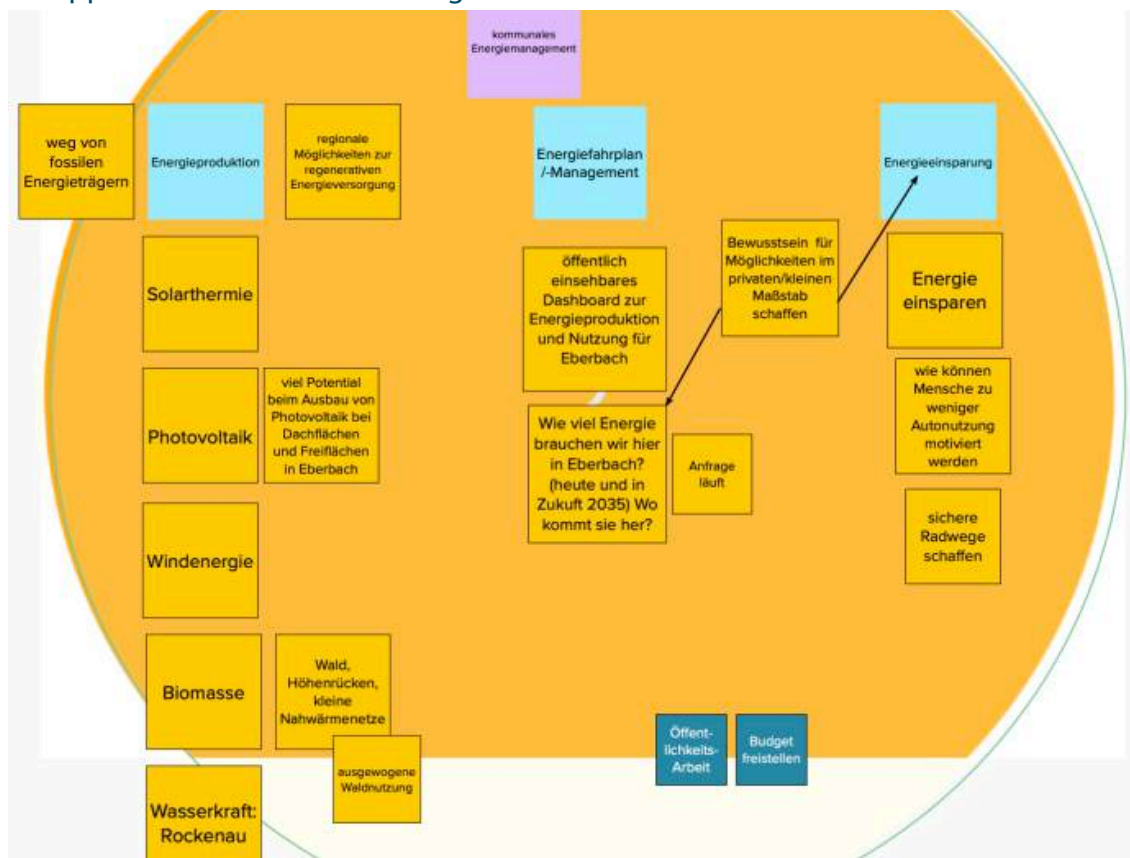 kommunales
Energiemanagement
weg von
fossilen
Energieträgern
Energieproduktion
regionale
Möglichkeiten zur
regenerativen
Energieversorgung
Energiefahrplan
/-Management
Energieeinsparung
Solarthermie
öffentlich
einsehbares
Dashboard zur
Energieproduktion
und Nutzung für
Eberbach
Bewusstsein für
Möglichkeiten im
privaten/kleinen
Maßstab
schaffen
Energie
einsparen
Photovoltaik
viel Potential
beim Ausbau von
Photovoltaik bei
Dachflächen
und Freiflächen
in Eberbach
Wie viel Energie
brauchen wir hier
in Eberbach?
(heute und in
Zukuft 2035) Wo
kommt sie her?
Anfrage
läuft
wie können
Mensche zu
weniger
Autonutzung
motiviert
werden
Windenergie
sichere
Radwege
schaffen
Biomasse
Wald,
Höhenrücken,
kleine
Nahwärmenetze
ausgewogene
Waldnutzung
Öffent-
lichkeits-
Arbeit
Budget
freistellen
Wasserkraft:
Rockenau